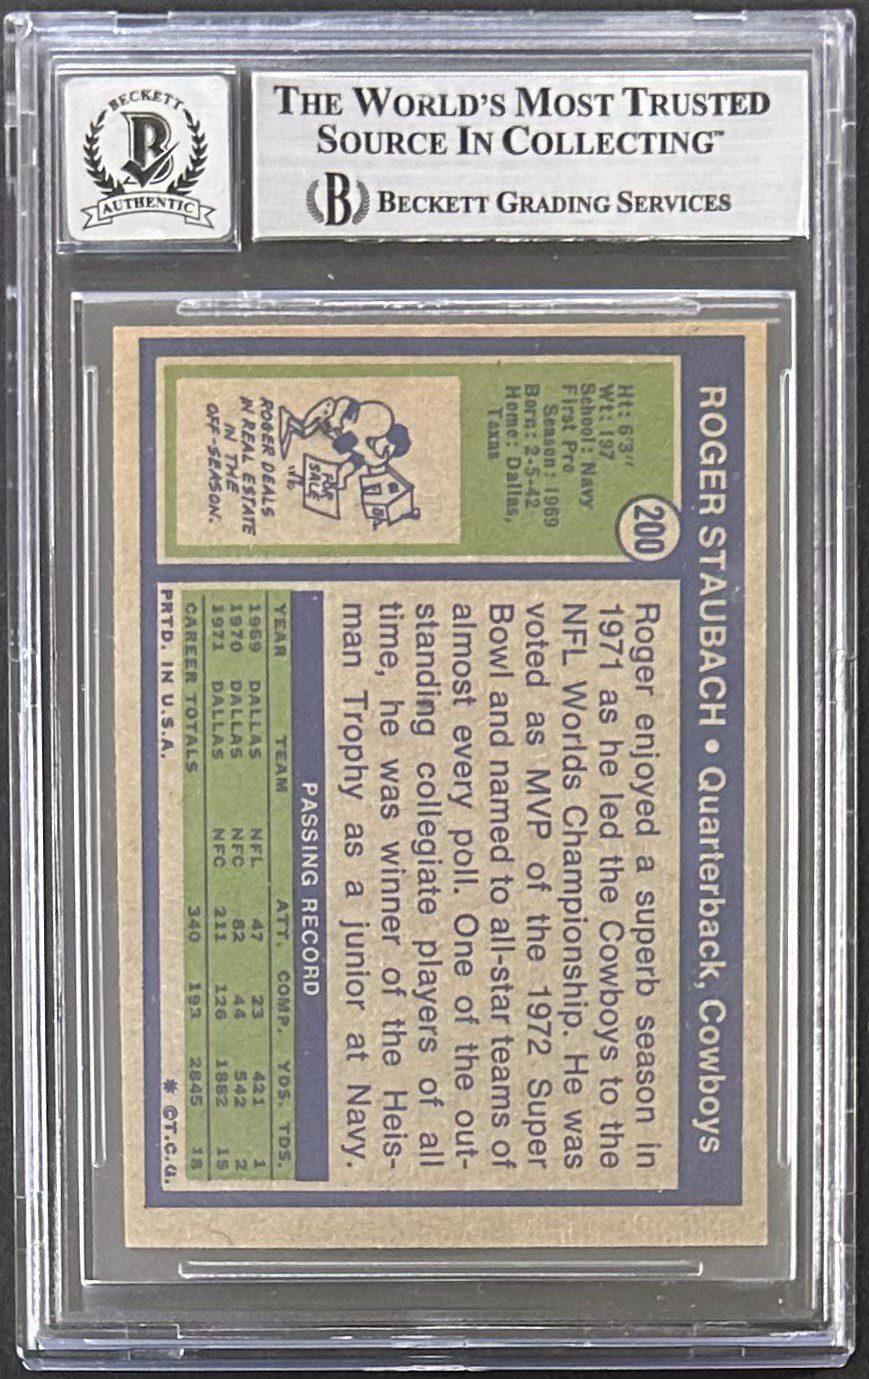 BECKETT
B
AUTHENTIC
THE WORLD'S MOST TRUSTED
SOURCE IN COLLECTING™
B BECKETT GRADING SERVICES
ROGER STAUBACH • Quarterback, Cowboys
200
Ht: 6'3"
Wt: 197
School: Navy
First Pro
Season: 1969
Born: 2-5-42
Home: Dallas,
Texas
FOR
SALE
ROGER DEALS
IN REAL ESTATE
IN THE
OFF-SEASON.
Roger enjoyed a superb season in
1971 as he led the Cowboys to the
NFL Worlds Championship. He was
voted as MVP of the 1972 Super
Bowl and named to all-star teams of
almost every poll. One of the out-
standing collegiate players of all
time, he was winner of the Heis-
man Trophy as a junior at Navy.
PASSING RECORD
YEAR TEAM ATT. COMP. YDS. TDS.
1969 DALLAS NFL 47 23 421 1
1970 DALLAS NFC 82 44 542 2
1971 DALLAS NFC 211 126 1882 15
CAREER TOTALS 340 193 2845 18
PRTD. IN U.S.A. * ©T.C.G.